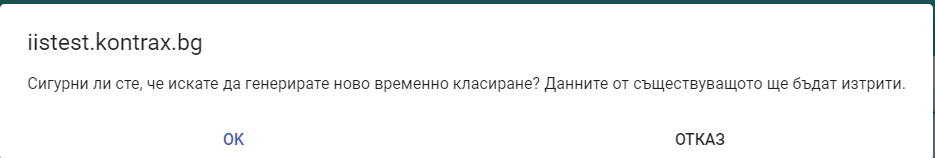 iistest.kontrax.bg
Сигурни ли сте, че искате да генерирате ново временно класиране? Данните от съществуващото ще бъдат изтрити.
OK ОТКАЗ